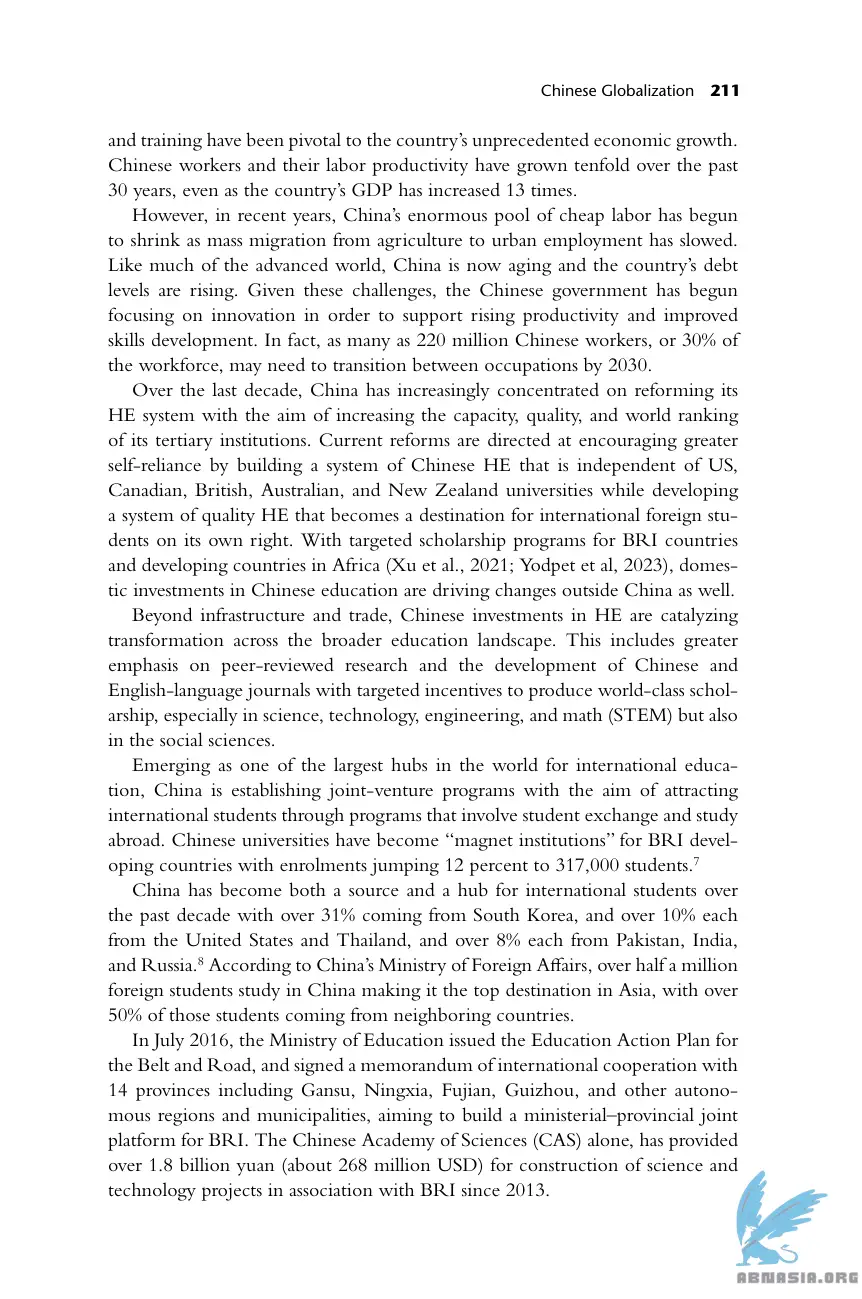 Chinese Globalization 211
and training have been pivotal to the country’s unprecedented economic growth.
Chinese workers and their labor productivity have grown tenfold over the past
30 years, even as the country’s GDP has increased 13 times.
However, in recent years, China’s enormous pool of cheap labor has begun
to shrink as mass migration from agriculture to urban employment has slowed.
Like much of the advanced world, China is now aging and the country’s debt
levels are rising. Given these challenges, the Chinese government has begun
focusing on innovation in order to support rising productivity and improved
skills development. In fact, as many as 220 million Chinese workers, or 30% of
the workforce, may need to transition between occupations by 2030.
Over the last decade, China has increasingly concentrated on reforming its
HE system with the aim of increasing the capacity, quality, and world ranking
of its tertiary institutions. Current reforms are directed at encouraging greater
self-reliance by building a system of Chinese HE that is independent of US,
Canadian, British, Australian, and New Zealand universities while developing
a system of quality HE that becomes a destination for international foreign stu-
dents on its own right. With targeted scholarship programs for BRI countries
and developing countries in Africa (Xu et al., 2021; Yodpet et al, 2023), domes-
tic investments in Chinese education are driving changes outside China as well.
Beyond infrastructure and trade, Chinese investments in HE are catalyzing
transformation across the broader education landscape. This includes greater
emphasis on peer-reviewed research and the development of Chinese and
English-language journals with targeted incentives to produce world-class schol-
arship, especially in science, technology, engineering, and math (STEM) but also
in the social sciences.
Emerging as one of the largest hubs in the world for international educa-
tion, China is establishing joint-venture programs with the aim of attracting
international students through programs that involve student exchange and study
abroad. Chinese universities have become “magnet institutions” for BRI devel-
oping countries with enrolments jumping 12 percent to 317,000 students.7
China has become both a source and a hub for international students over
the past decade with over 31% coming from South Korea, and over 10% each
from the United States and Thailand, and over 8% each from Pakistan, India,
and Russia.8 According to China’s Ministry of Foreign Affairs, over half a million
foreign students study in China making it the top destination in Asia, with over
50% of those students coming from neighboring countries.
In July 2016, the Ministry of Education issued the Education Action Plan for
the Belt and Road, and signed a memorandum of international cooperation with
14 provinces including Gansu, Ningxia, Fujian, Guizhou, and other autono-
mous regions and municipalities, aiming to build a ministerial–provincial joint
platform for BRI. The Chinese Academy of Sciences (CAS) alone, has provided
over 1.8 billion yuan (about 268 million USD) for construction of science and
technology projects in association with BRI since 2013.
ABNASIA.ORG